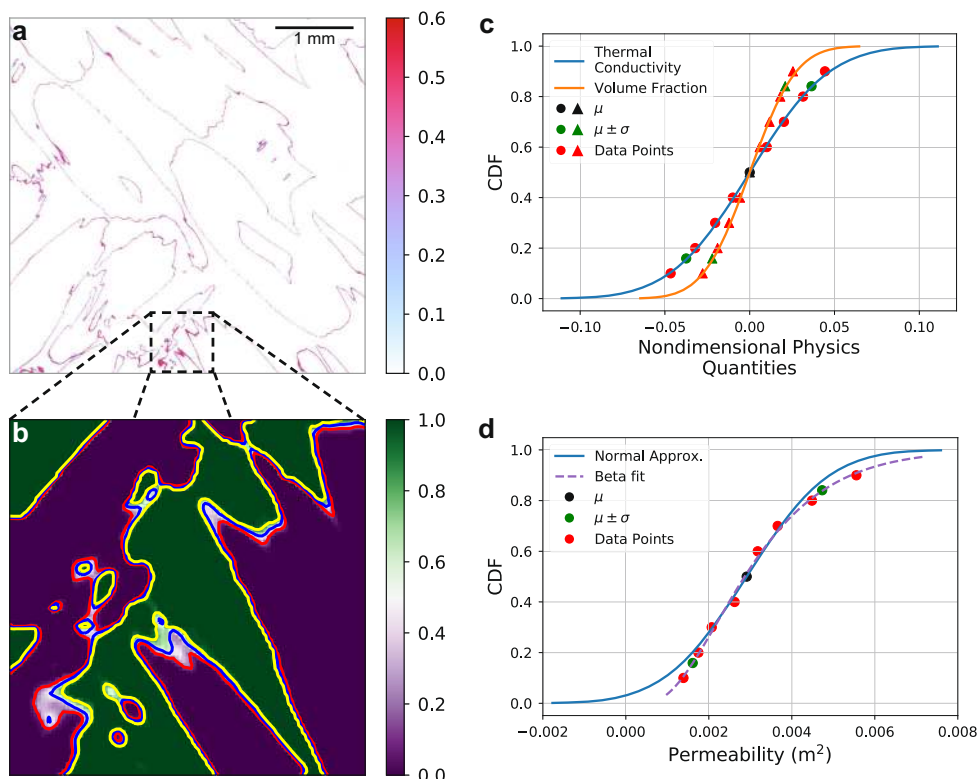 a
1 mm
0.6
0.5
0.4
0.3
0.2
0.1
0.0
b
1.0
0.8
0.6
0.4
0.2
0.0
c
Thermal
Conductivity
Volume Fraction
μ
μ ± σ
Data Points
CDF
1.0
0.8
0.6
0.4
0.2
0.0
−0.10
−0.05
0.00
0.05
0.10
Nondimensional Physics
Quantities
d
Normal Approx.
Beta fit
μ
μ ± σ
Data Points
CDF
1.0
0.8
0.6
0.4
0.2
0.0
−0.002
0.000
0.002
0.004
0.006
0.008
Permeability (m²)